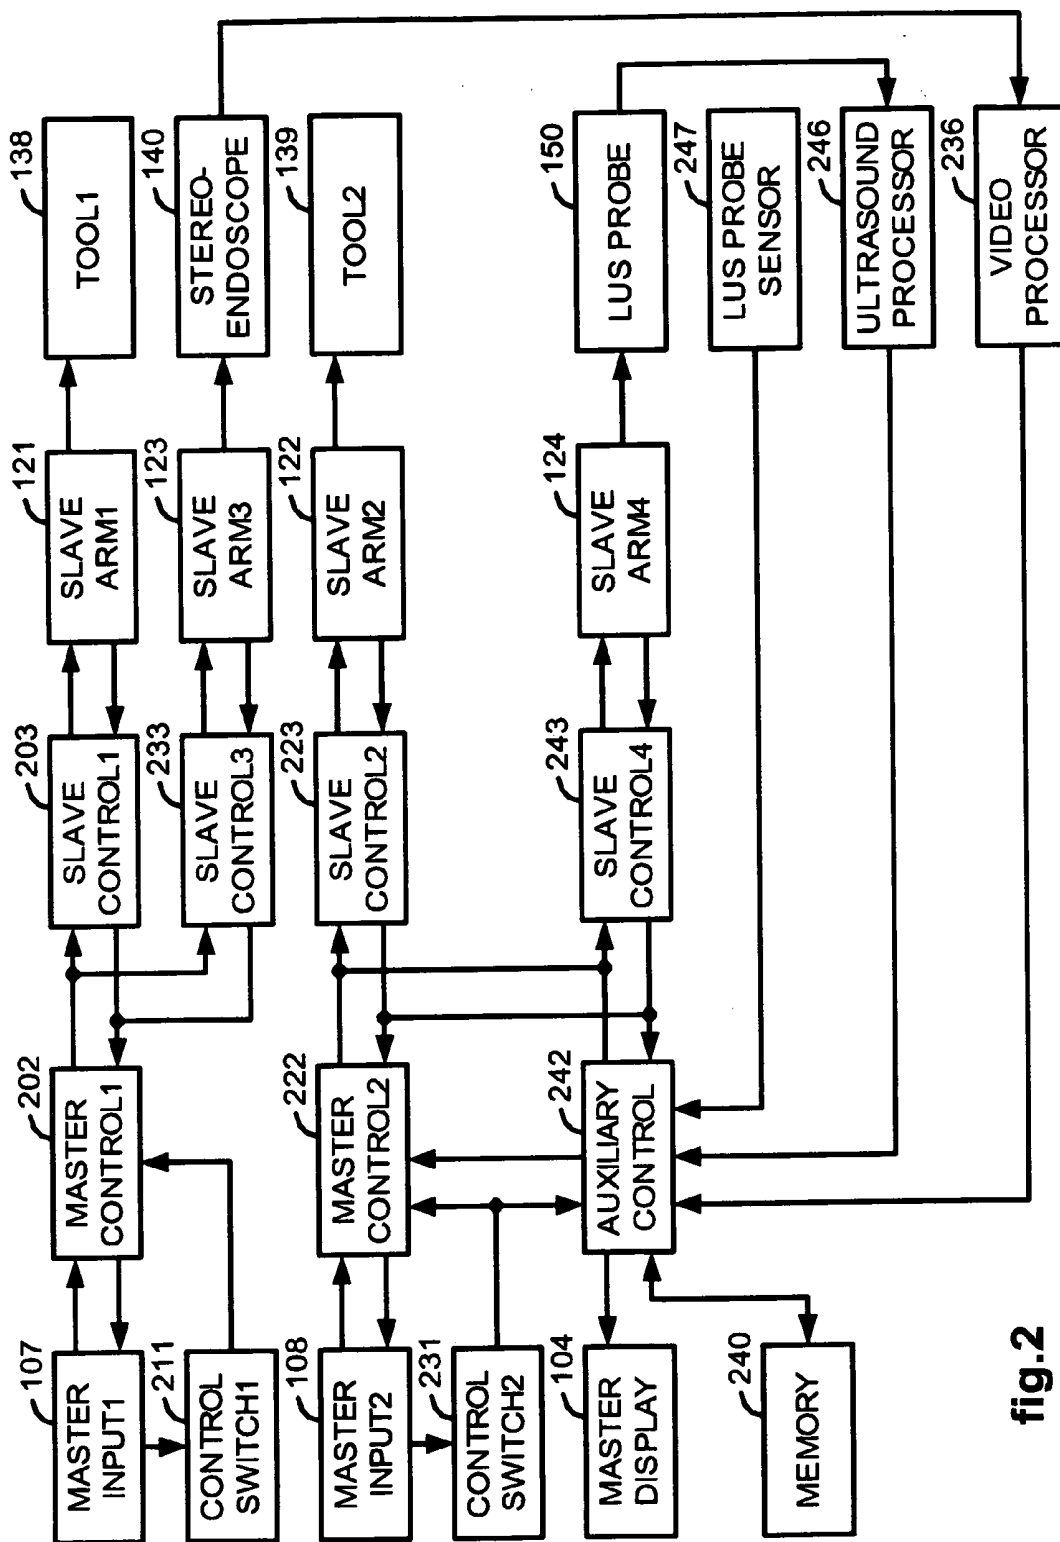 107
MASTER
INPUT1
202
MASTER
CONTROL1
203
SLAVE
CONTROL1
121
SLAVE
ARM1
138
TOOL1
211
CONTROL
SWITCH1
233
SLAVE
CONTROL3
123
SLAVE
ARM3
140
STEREO-
ENDOSCOPE
108
MASTER
INPUT2
222
MASTER
CONTROL2
223
SLAVE
CONTROL2
122
SLAVE
ARM2
139
TOOL2
231
CONTROL
SWITCH2
104
MASTER
DISPLAY
242
AUXILIARY
CONTROL
243
SLAVE
CONTROL4
124
SLAVE
ARM4
150
LUS PROBE
247
LUS PROBE
SENSOR
240
MEMORY
246
ULTRASOUND
PROCESSOR
236
VIDEO
PROCESSOR
fig.2